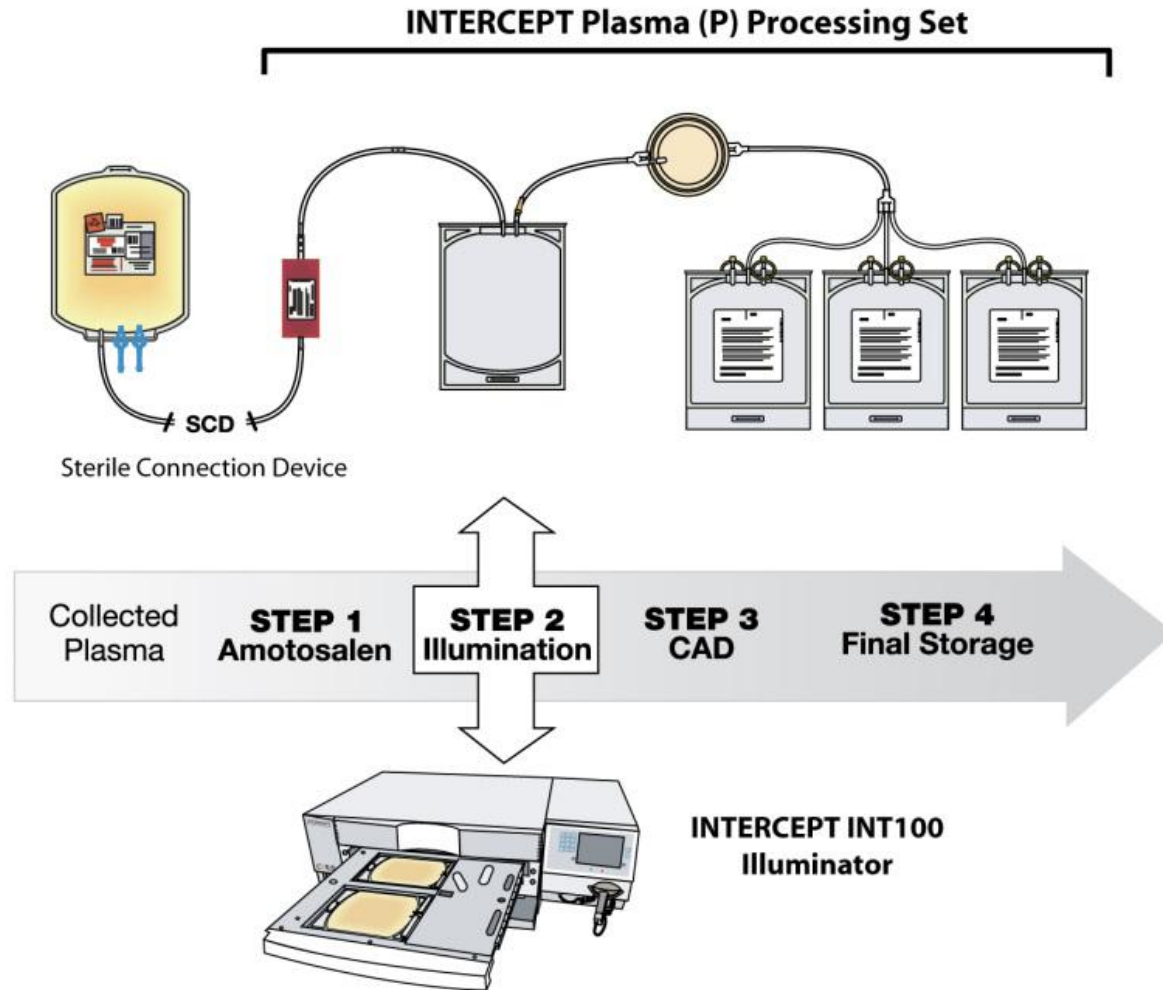 INTERCEPT Plasma (P) Processing Set
SCD
Sterile Connection Device
Collected
Plasma
STEP 1
Amotosalen
STEP 2
Illumination
STEP 3
CAD
STEP 4
Final Storage
INTERCEPT INT100
Illuminator